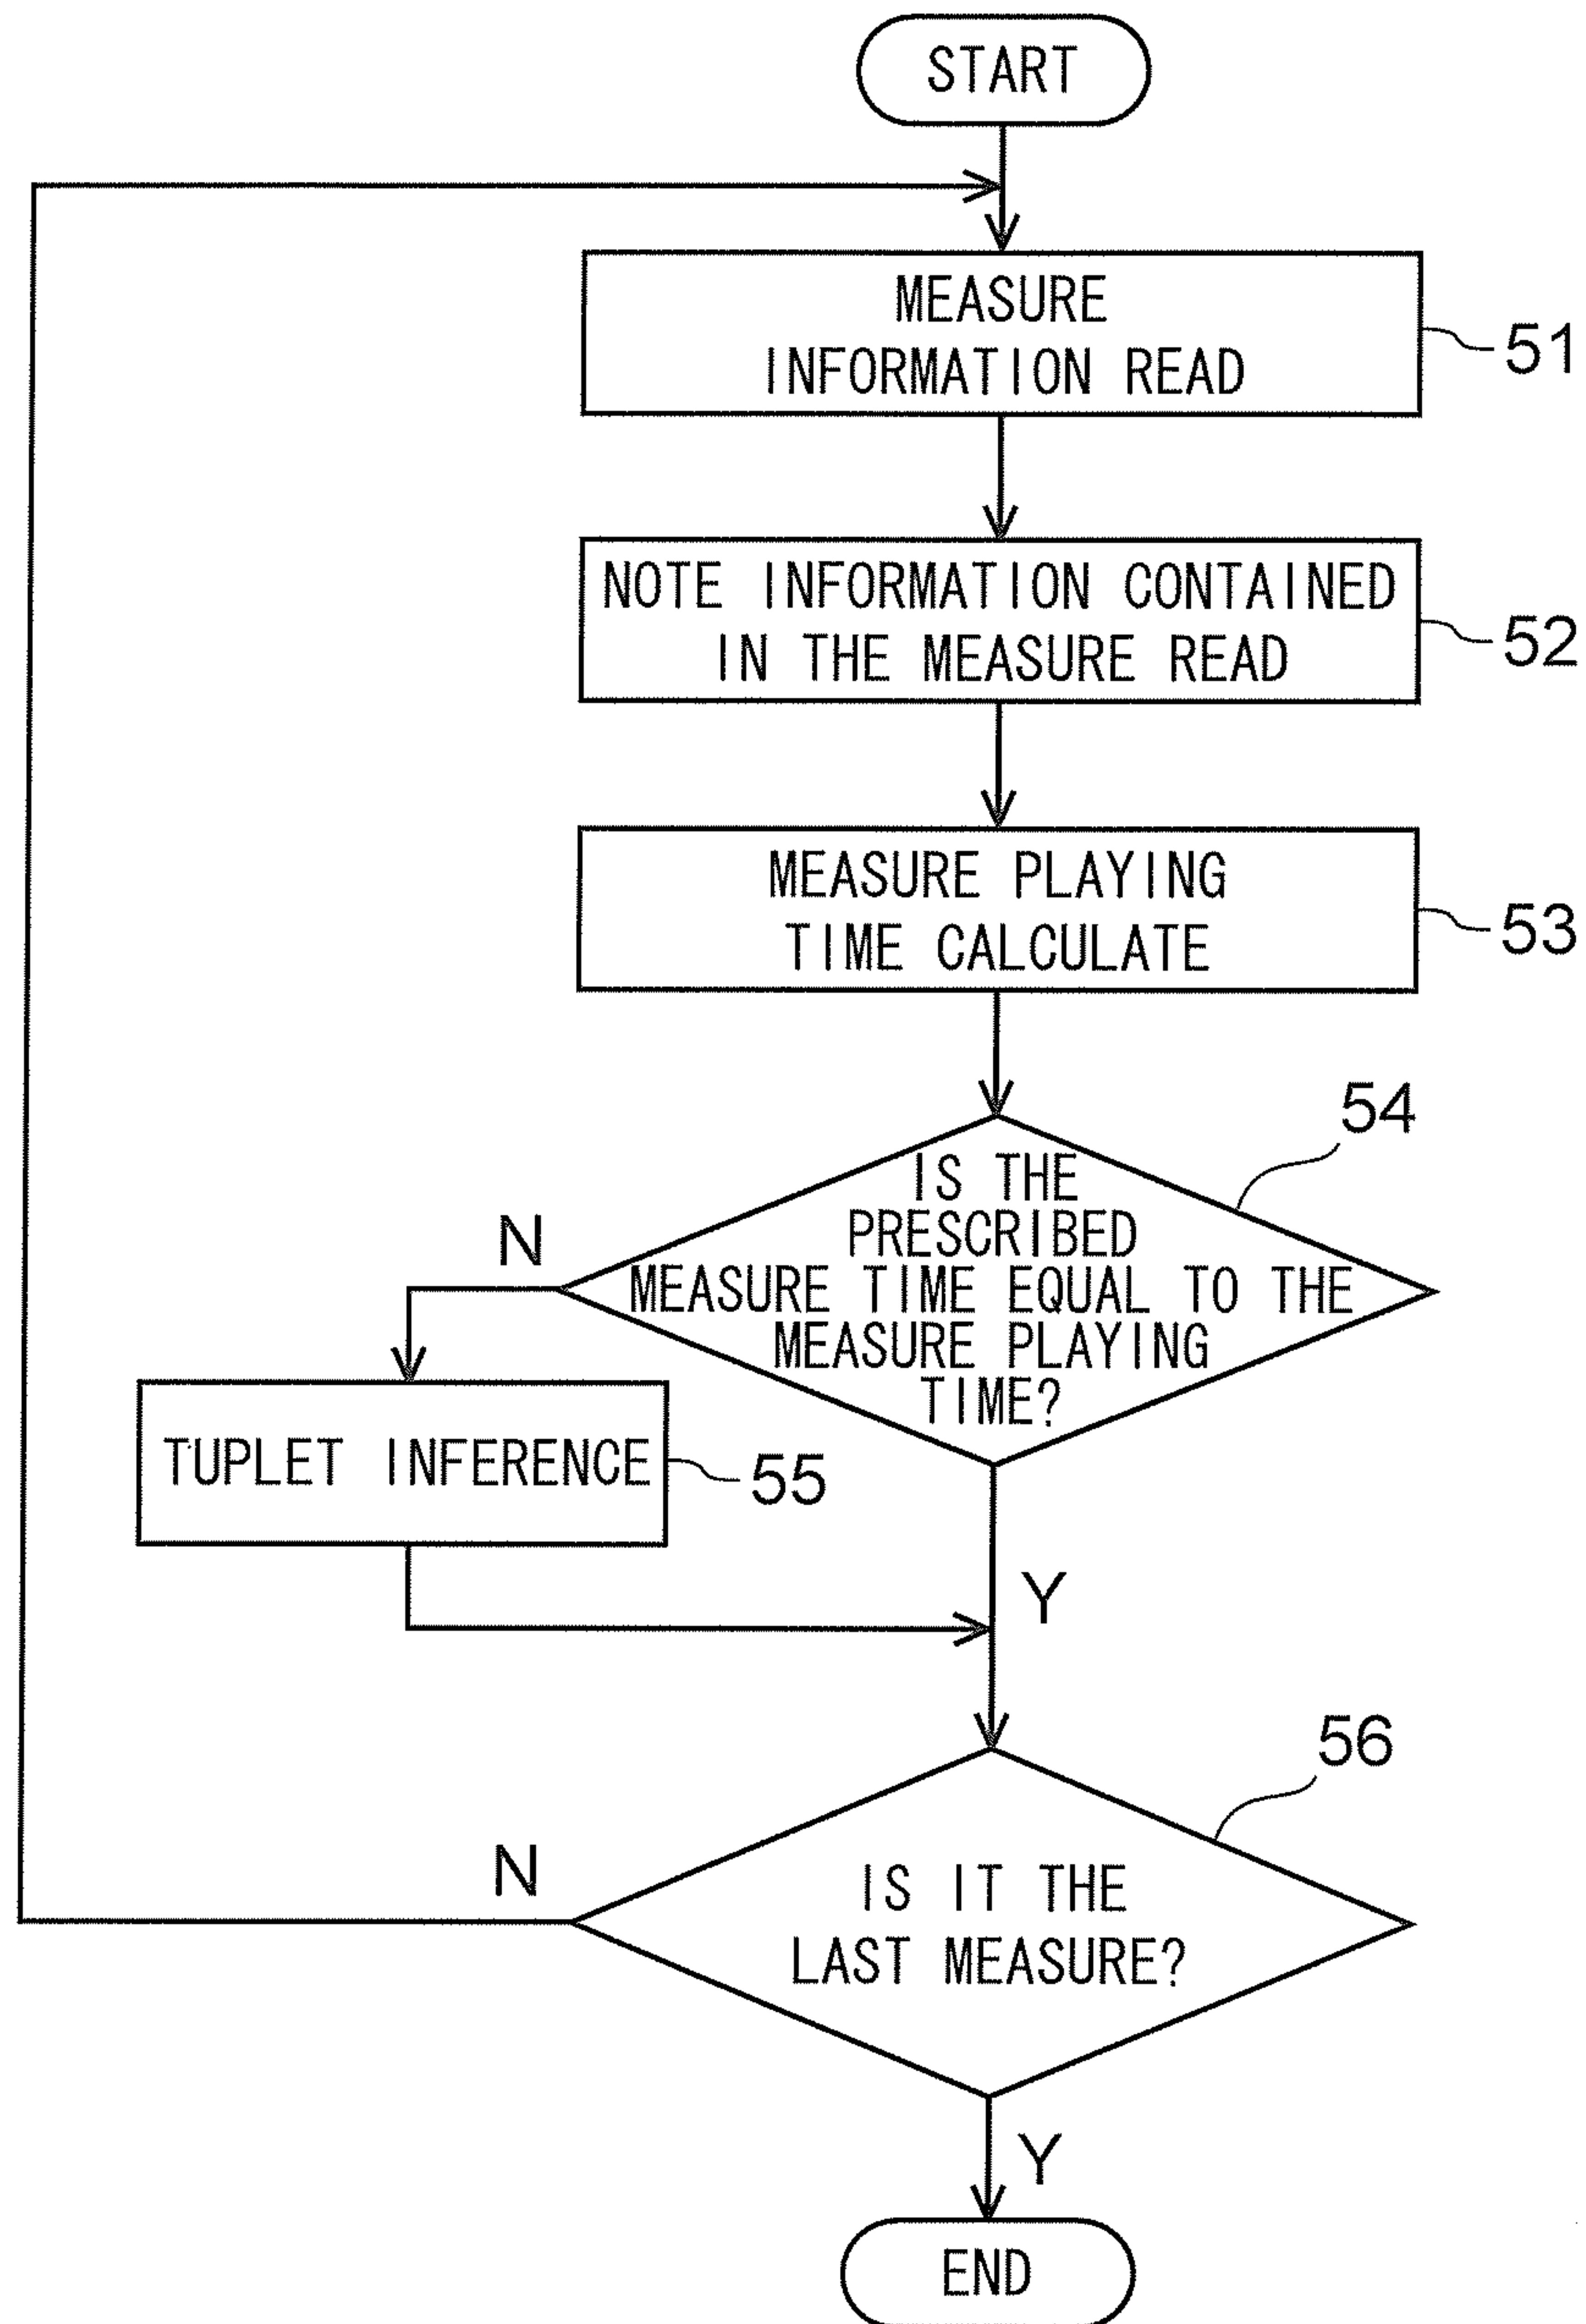 START
MEASURE
INFORMATION READ
51
NOTE INFORMATION CONTAINED
IN THE MEASURE READ
52
MEASURE PLAYING
TIME CALCULATE
53
54
IS THE
PRESCRIBED
MEASURE TIME EQUAL TO THE
MEASURE PLAYING
TIME?
N
TUPLET INFERENCE
55
Y
56
IS IT THE
LAST MEASURE?
N
Y
END